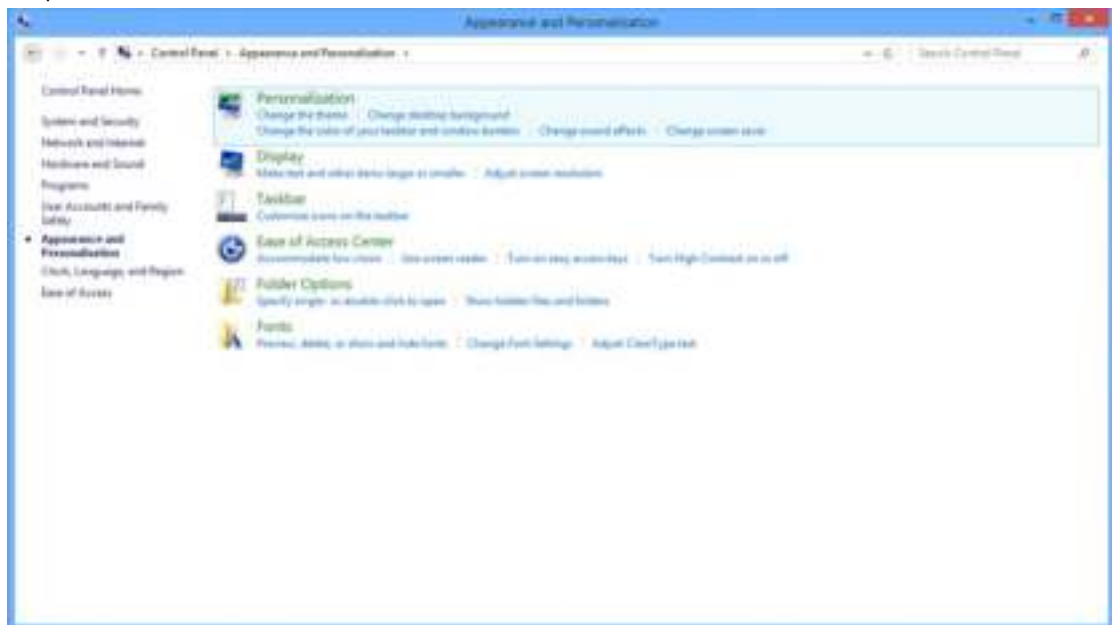 Appearance and Personalization
Control Panel Appearance and Personalization
Search Control Panel
Control Panel Home
System and Security
Network and Internet
Hardware and Sound
Programs
User Accounts and Family
Safety
Appearance and
Personalization
Clock, Language, and Region
Ease of Access
Personalization
Change the theme Change desktop background
Change the color of your taskbar and window borders Change sound effects Change screen saver
Display
Make text and other items larger or smaller Adjust screen resolution
Taskbar
Customize icons on the taskbar
Ease of Access Center
Accommodate low vision Use screen reader Turn on easy access keys Turn High Contrast on or off
Folder Options
Specify single- or double-click to open Show hidden files and folders
Fonts
Preview, delete, or show and hide fonts Change Font Settings Adjust ClearType text